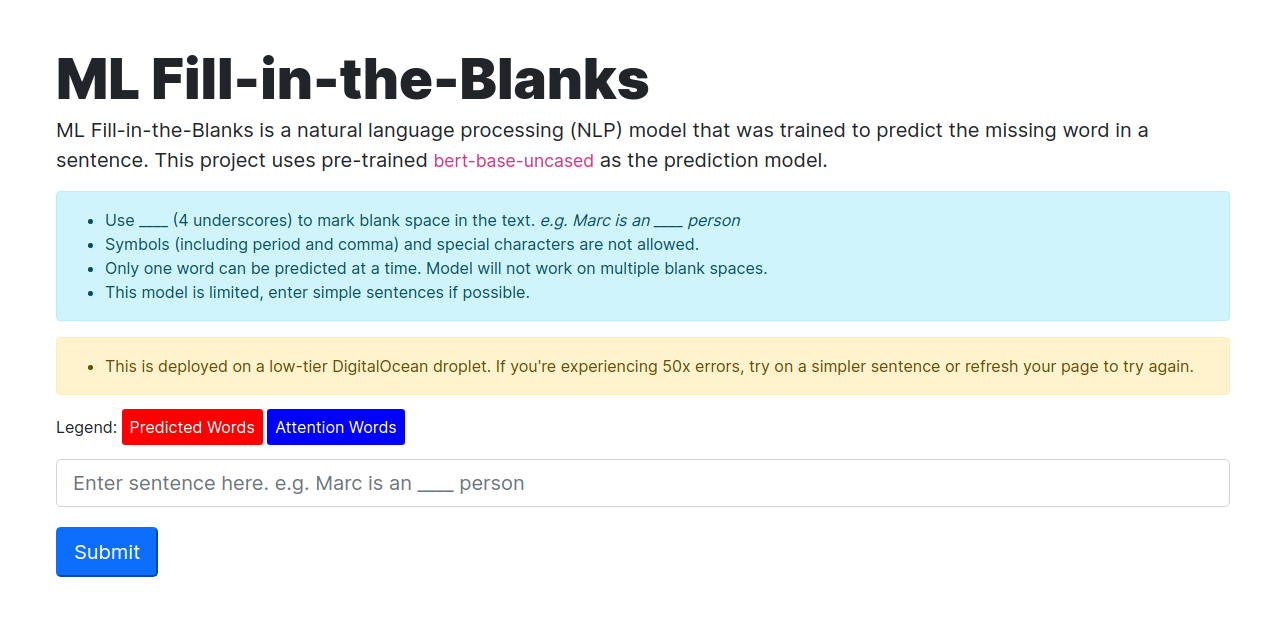 ML Fill-in-the-Blanks
ML Fill-in-the-Blanks is a natural language processing (NLP) model that was trained to predict the missing word in a
sentence. This project uses pre-trained bert-base-uncased as the prediction model.
• Use ____ (4 underscores) to mark blank space in the text. e.g. Marc is an ____ person
• Symbols (including period and comma) and special characters are not allowed.
• Only one word can be predicted at a time. Model will not work on multiple blank spaces.
• This model is limited, enter simple sentences if possible.
• This is deployed on a low-tier DigitalOcean droplet. If you're experiencing 50x errors, try on a simpler sentence or refresh your page to try again.
Legend: Predicted Words Attention Words
Enter sentence here. e.g. Marc is an ____ person
Submit